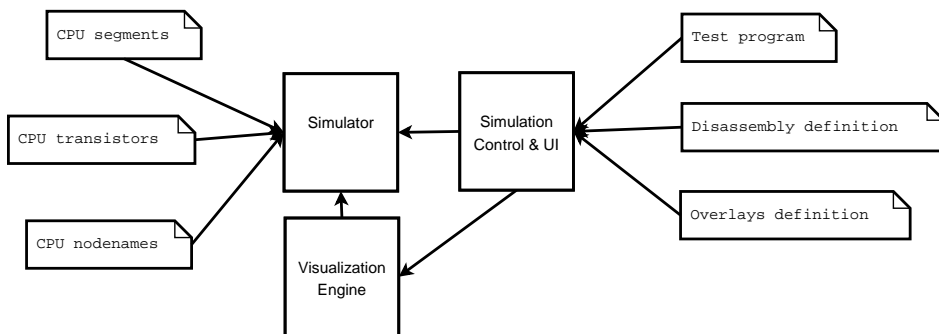 CPU segments
CPU transistors
CPU nodenames
Simulator
Visualization
Engine
Simulation
Control & UI
Test program
Disassembly definition
Overlays definition